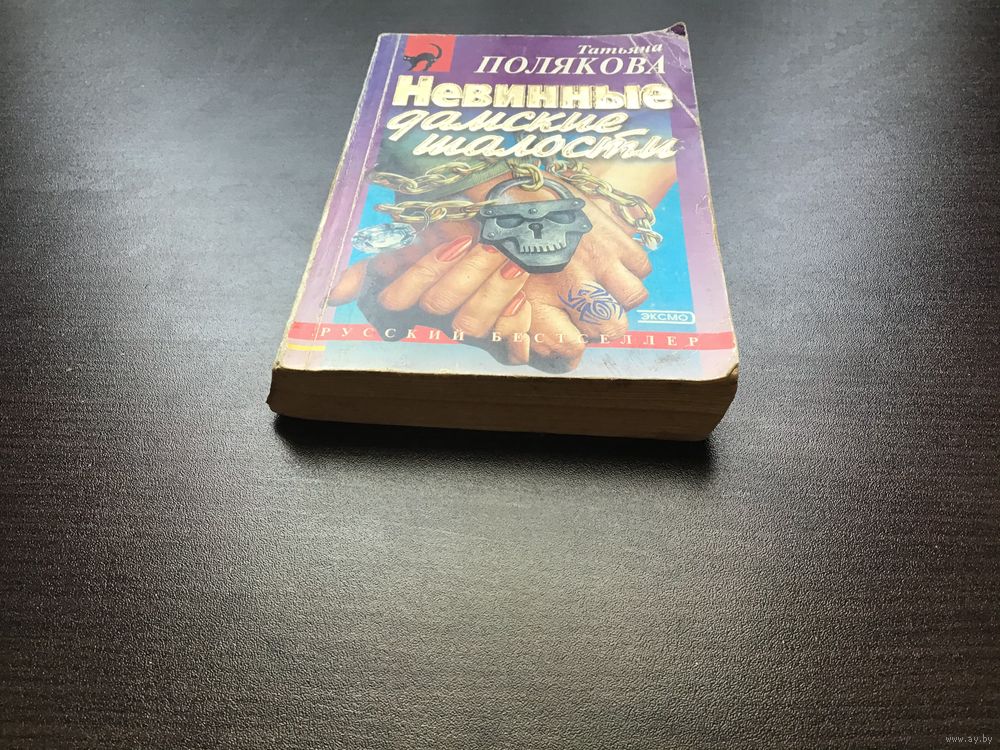 Татьяна
ПОЛЯКОВА
Невинные
дамские
шалости
ЭКСМО
РУССКИЙ БЕСТСЕЛЛЕР
www.ay.by